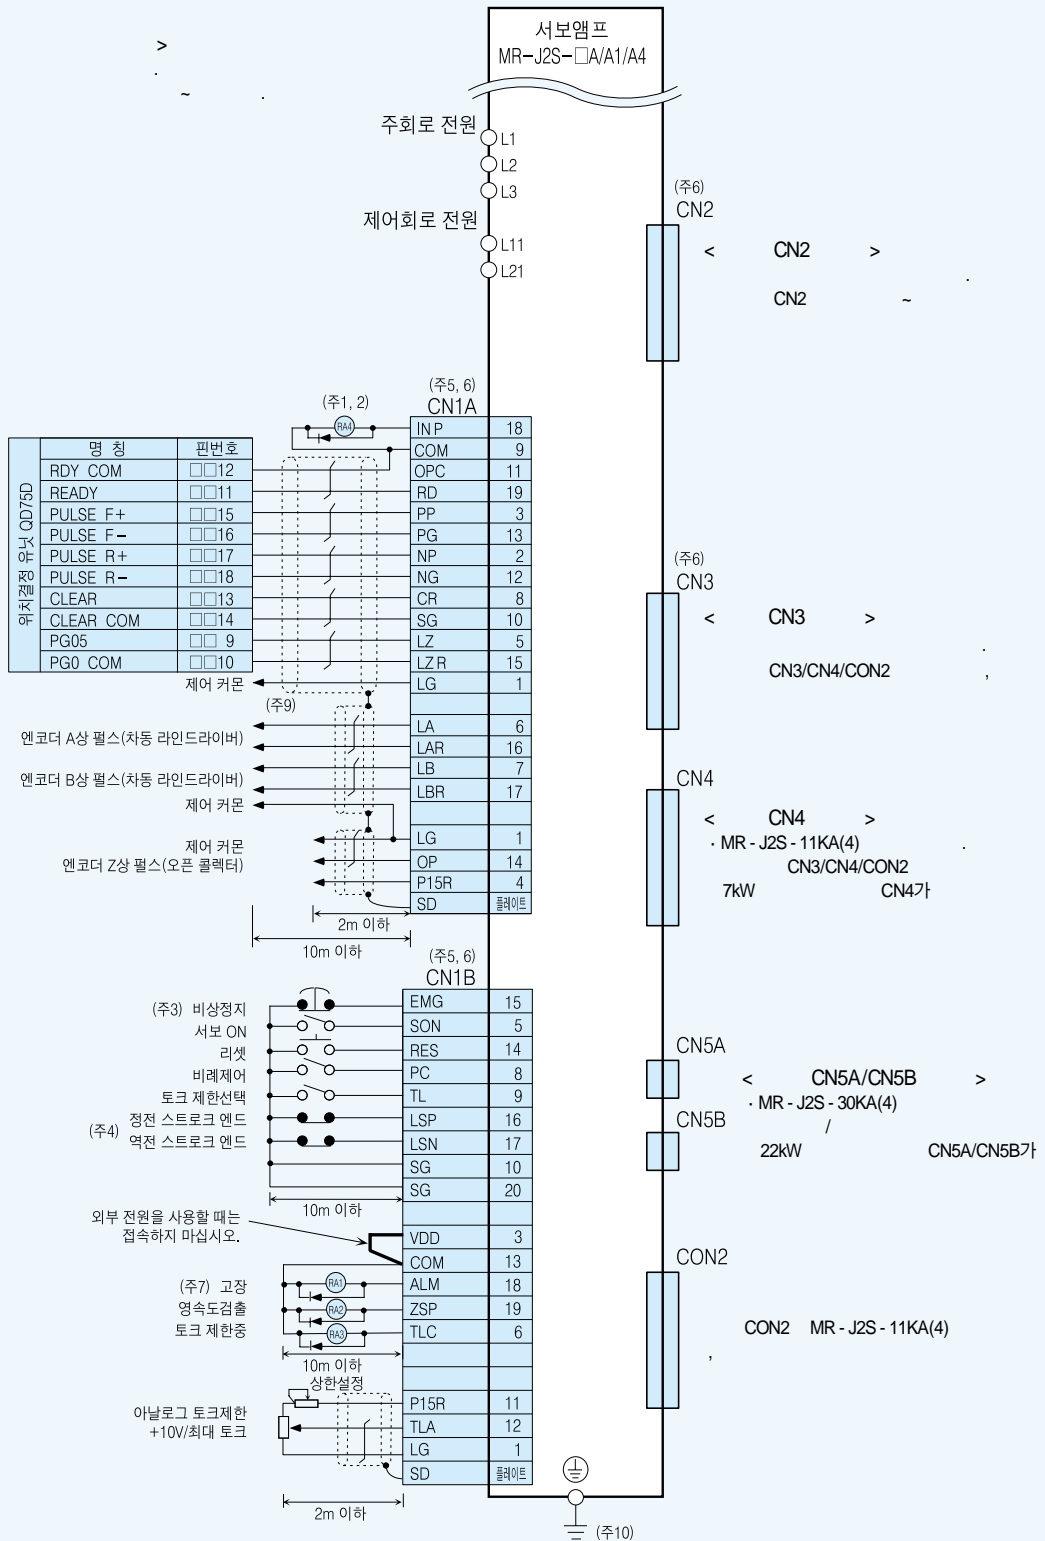 서보앰프
MR-J2S-□A/A1/A4
>
.
~ .
주회로 전원
L1
L2
L3
제어회로 전원
L11
L21
(주6)
CN2
< CN2 >
.
CN2 ~
(주5, 6)
CN1A
(주1, 2)
RA4
INP 18
COM 9
OPC 11
RD 19
PP 3
PG 13
NP 2
NG 12
CR 8
SG 10
LZ 5
LZR 15
LG 1
LA 6
LAR 16
LB 7
LBR 17
LG 1
OP 14
P15R 4
SD 플레이트
위치결정 유닛 QD75D
명 칭 핀번호
RDY COM □□12
READY □□11
PULSE F+ □□15
PULSE F- □□16
PULSE R+ □□17
PULSE R- □□18
CLEAR □□13
CLEAR COM □□14
PG05 □□ 9
PG0 COM □□10
제어 커몬
(주9)
엔코더 A상 펄스(차동 라인드라이버)
엔코더 B상 펄스(차동 라인드라이버)
제어 커몬
제어 커몬
엔코더 Z상 펄스(오픈 콜렉터)
2m 이하
10m 이하
(주6)
CN3
< CN3 >
.
CN3/CN4/CON2 ,
CN4
< CN4 >
· MR - J2S - 11KA(4) .
CN3/CN4/CON2
7kW CN4가
(주5, 6)
CN1B
EMG 15
SON 5
RES 14
PC 8
TL 9
LSP 16
LSN 17
SG 10
SG 20
VDD 3
COM 13
ALM 18
ZSP 19
TLC 6
P15R 11
TLA 12
LG 1
SD 플레이트
(주3) 비상정지
서보 ON
리셋
비례제어
토크 제한선택
정전 스트로크 엔드
(주4)
역전 스트로크 엔드
10m 이하
외부 전원을 사용할 때는
접속하지 마십시오.
(주7) 고장
영속도검출
토크 제한중
RA1
RA2
RA3
10m 이하
상한설정
아날로그 토크제한
+10V/최대 토크
2m 이하
CN5A
< CN5A/CN5B >
· MR - J2S - 30KA(4)
/
CN5B
22kW CN5A/CN5B가
CON2
CON2 MR - J2S - 11KA(4)
,
(주10)